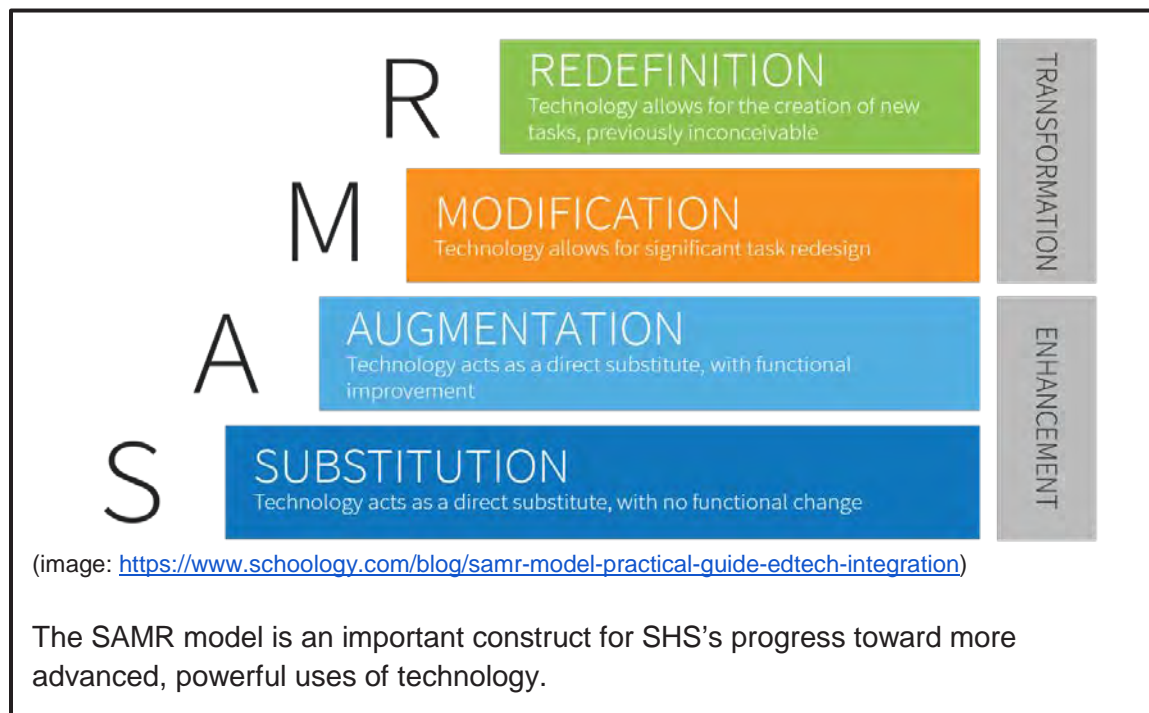 R
REDEFINITION
Technology allows for the creation of new
tasks, previously inconceivable
M
MODIFICATION
Technology allows for significant task redesign
TRANSFORMATION
A
AUGMENTATION
Technology acts as a direct substitute, with functional
improvement
S
SUBSTITUTION
Technology acts as a direct substitute, with no functional change
ENHANCEMENT
(image: https://www.schoology.com/blog/samr-model-practical-guide-edtech-integration)
The SAMR model is an important construct for SHS’s progress toward more
advanced, powerful uses of technology.